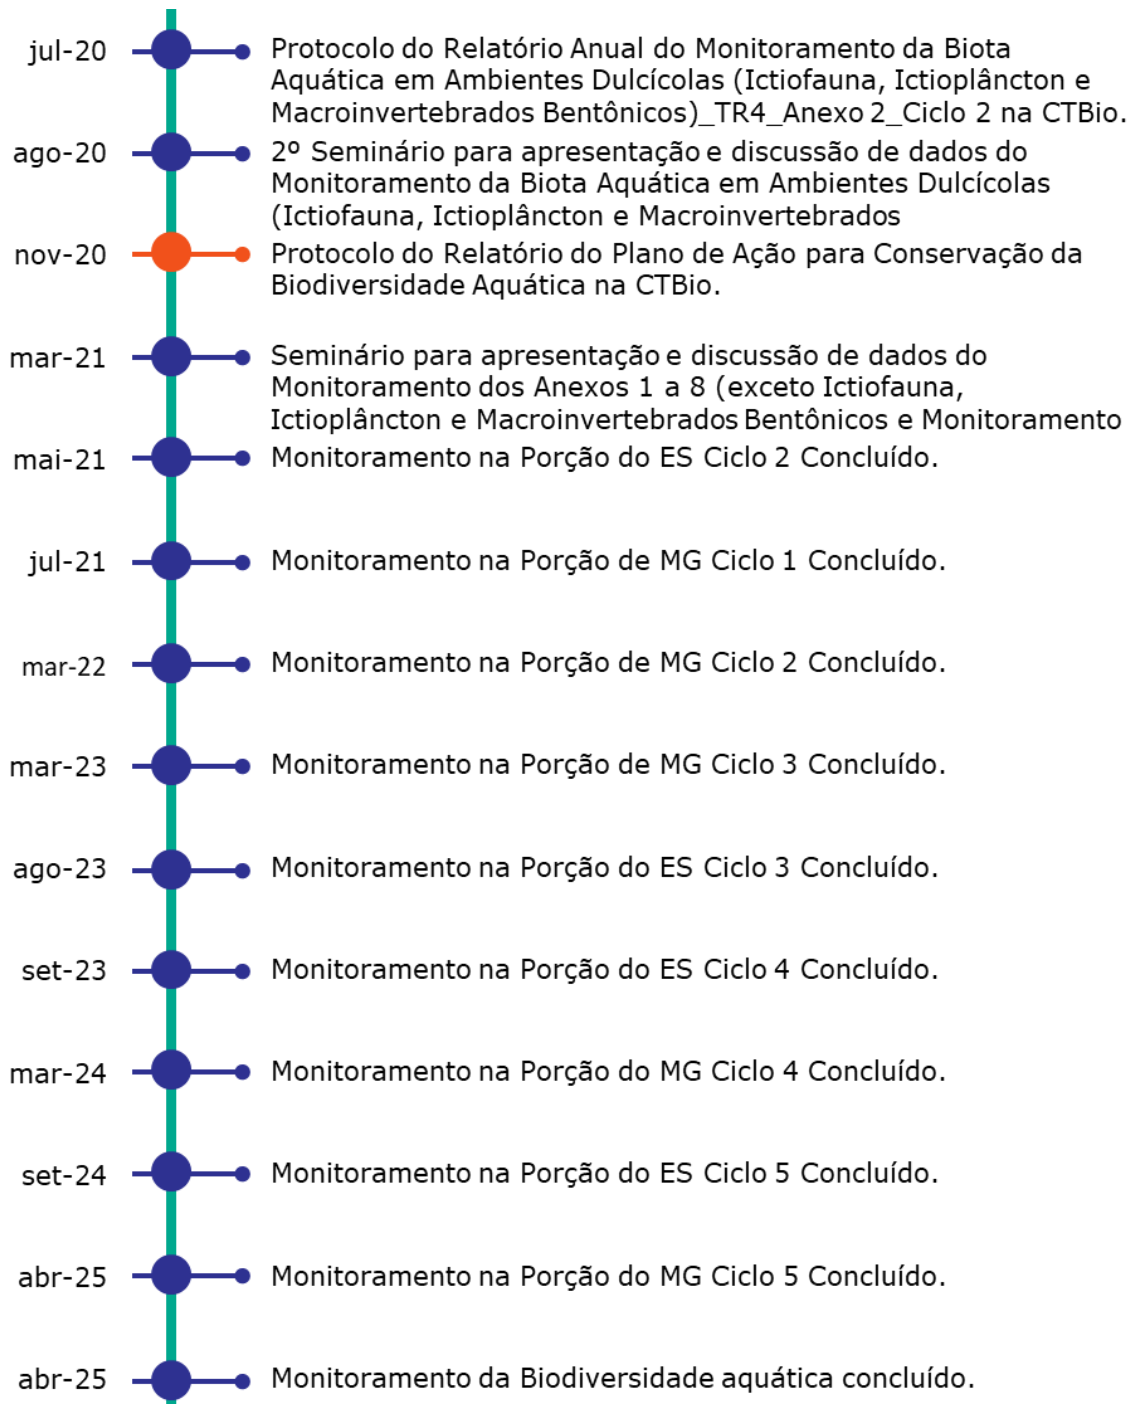 jul-20
Protocolo do Relatório Anual do Monitoramento da Biota
Aquática em Ambientes Dulcícolas (Ictiofauna, Ictioplâncton e
Macroinvertebrados Bentônicos)_TR4_Anexo 2_Ciclo 2 na CTBio.
ago-20
2º Seminário para apresentação e discussão de dados do
Monitoramento da Biota Aquática em Ambientes Dulcícolas
(Ictiofauna, Ictioplâncton e Macroinvertebrados
nov-20
Protocolo do Relatório do Plano de Ação para Conservação da
Biodiversidade Aquática na CTBio.
mar-21
Seminário para apresentação e discussão de dados do
Monitoramento dos Anexos 1 a 8 (exceto Ictiofauna,
Ictioplâncton e Macroinvertebrados Bentônicos e Monitoramento
mai-21
Monitoramento na Porção do ES Ciclo 2 Concluído.
jul-21
Monitoramento na Porção de MG Ciclo 1 Concluído.
mar-22
Monitoramento na Porção de MG Ciclo 2 Concluído.
mar-23
Monitoramento na Porção de MG Ciclo 3 Concluído.
ago-23
Monitoramento na Porção do ES Ciclo 3 Concluído.
set-23
Monitoramento na Porção do ES Ciclo 4 Concluído.
mar-24
Monitoramento na Porção do MG Ciclo 4 Concluído.
set-24
Monitoramento na Porção do ES Ciclo 5 Concluído.
abr-25
Monitoramento na Porção do MG Ciclo 5 Concluído.
abr-25
Monitoramento da Biodiversidade aquática concluído.